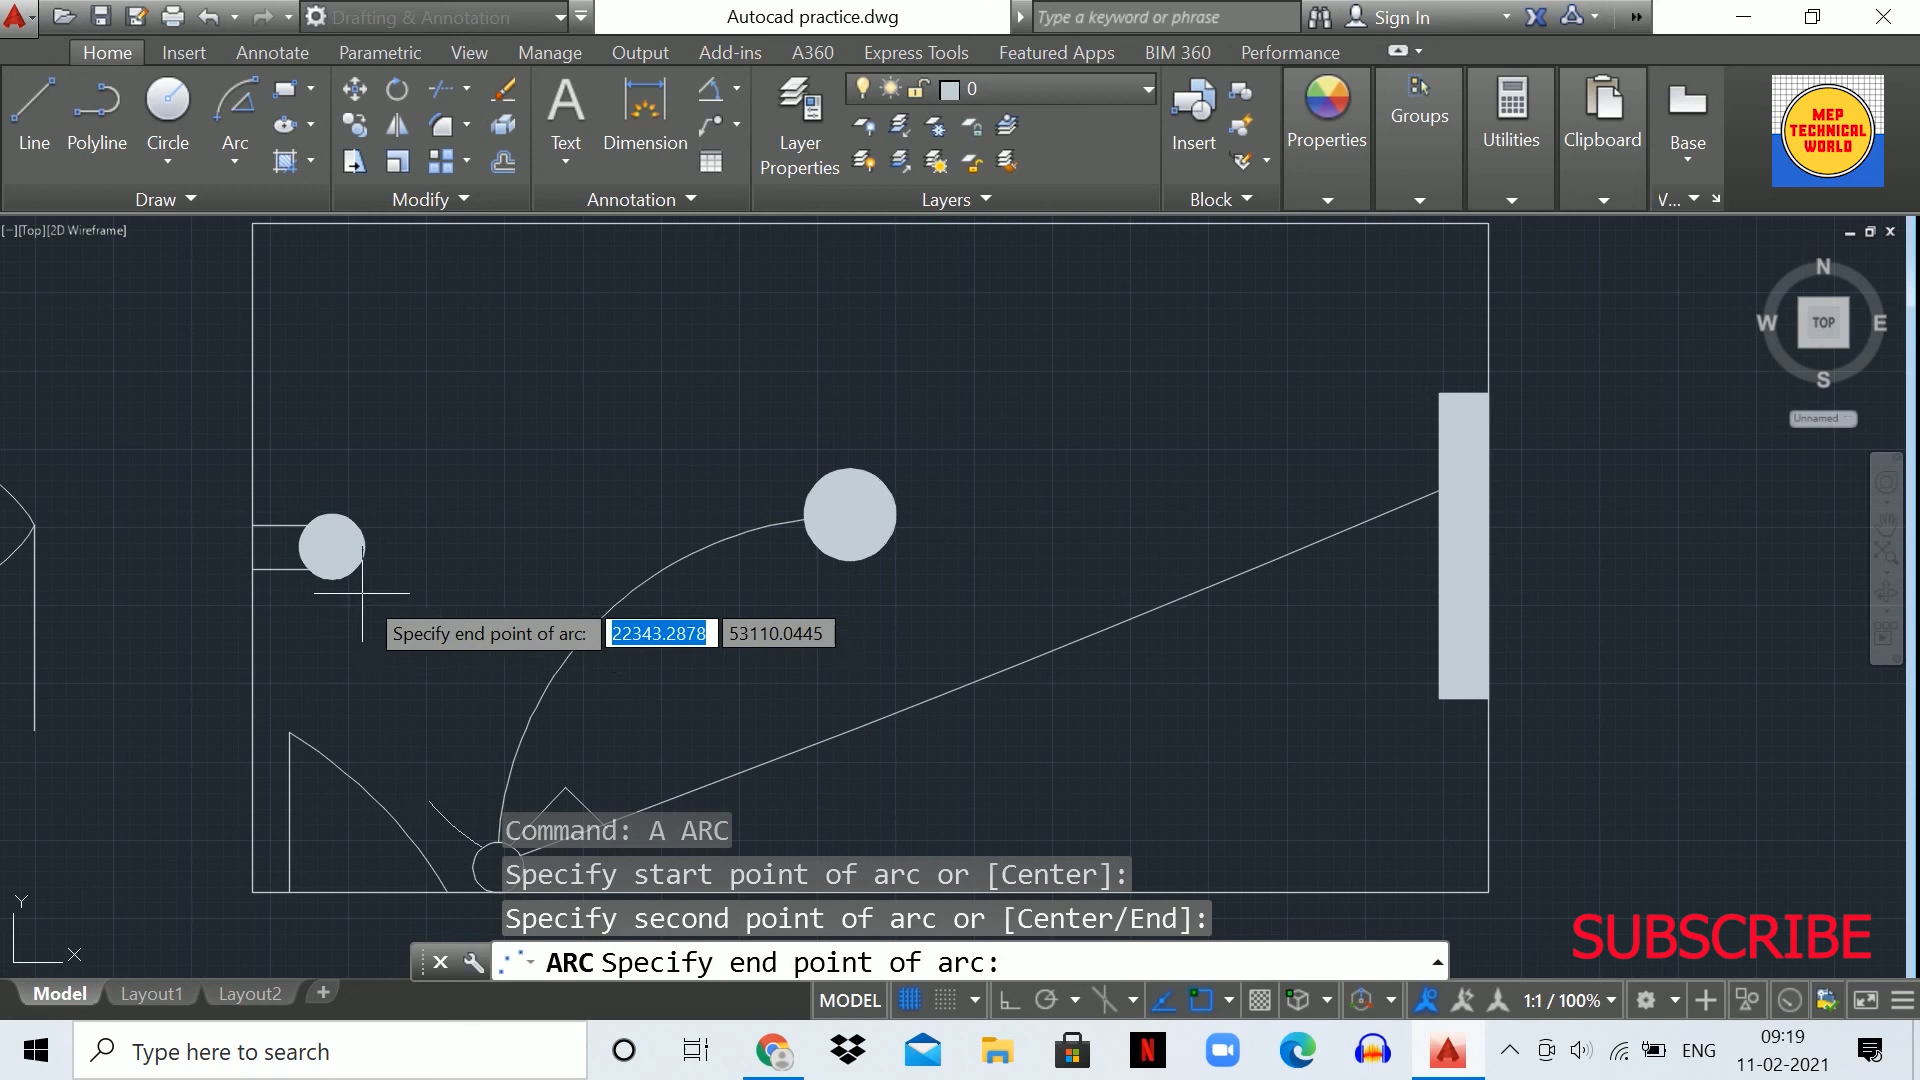 Drafting & Annotation
Autocad practice.dwg
Type a keyword or phrase
Sign In
Home Insert Annotate Parametric View Manage Output Add-ins A360 Express Tools Featured Apps BIM 360 Performance
Line Polyline Circle Arc
Text Dimension
Layer Properties
0
Insert
Properties
Groups
Utilities
Clipboard
Base
MEP
TECHNICAL
WORLD
Draw Modify Annotation Layers Block V...
[−][Top][2D Wireframe]
N
W TOP E
S
Unnamed
Specify end point of arc: 22343.2878 53110.0445
Command: A ARC
Specify start point of arc or [Center]:
Specify second point of arc or [Center/End]:
ARC Specify end point of arc:
Y
X
SUBSCRIBE
Model Layout1 Layout2 +
MODEL 1:1 / 100%
Type here to search
N
ENG
09:19
11-02-2021